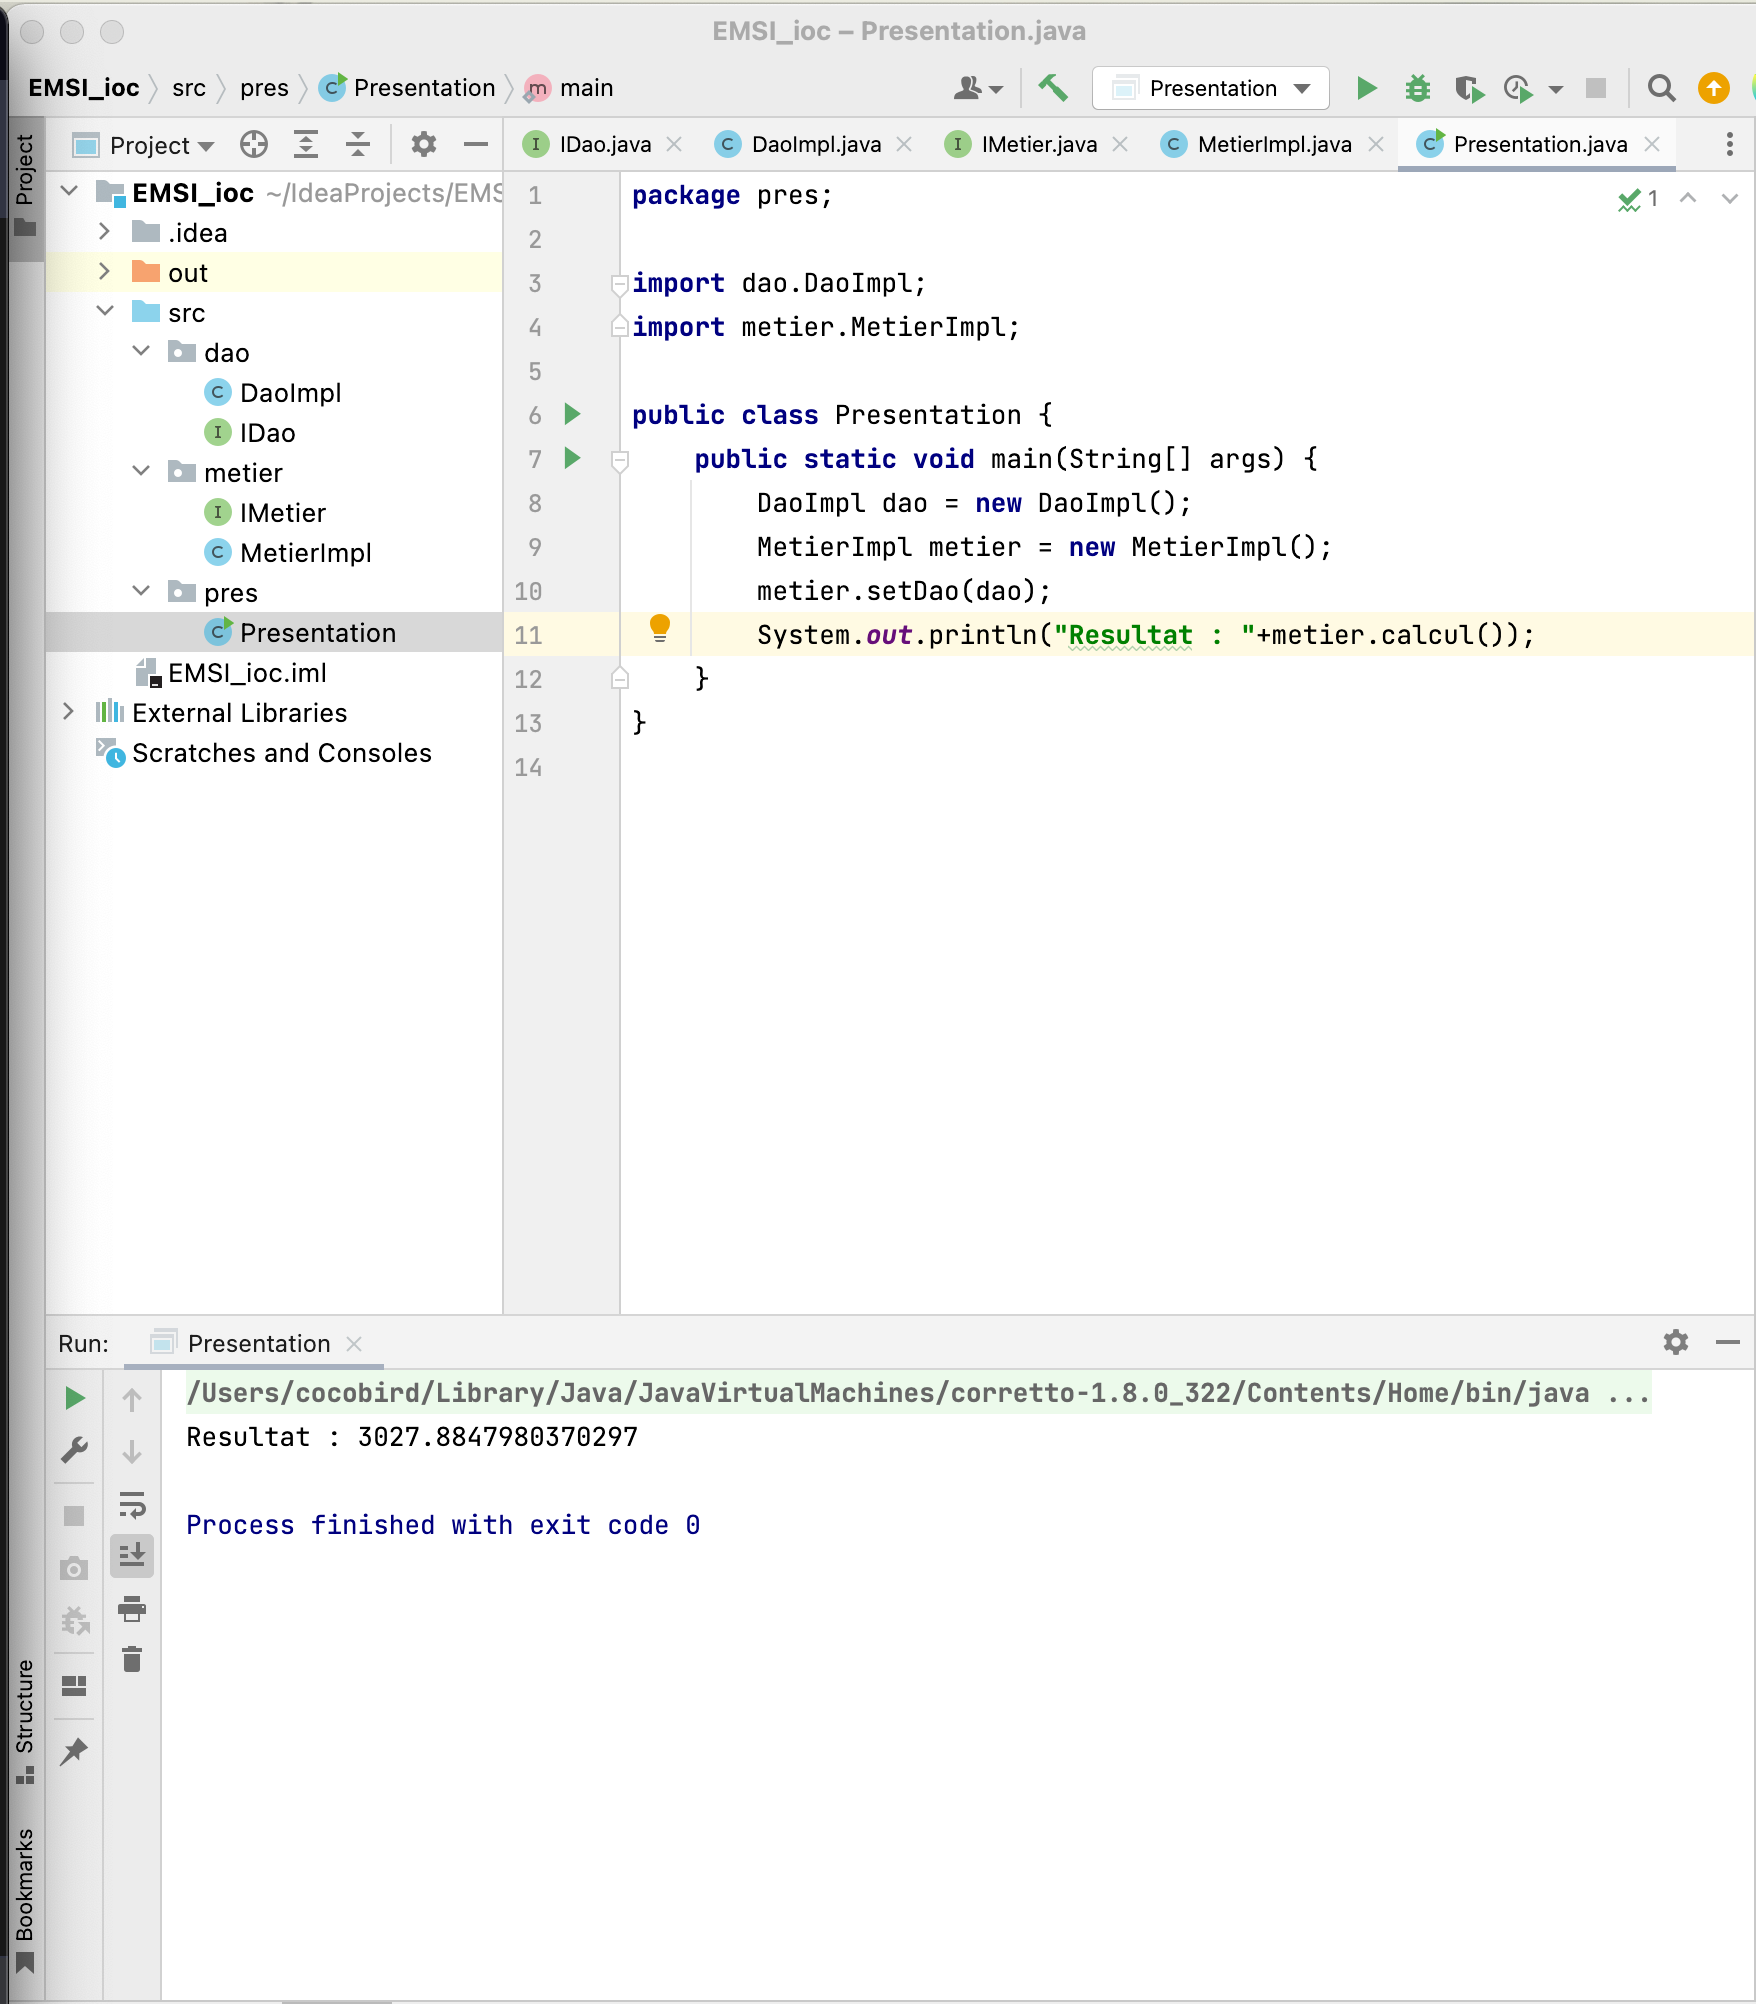 EMSI_ioc – Presentation.java
EMSI_ioc src pres Presentation main
Presentation
Project
Project
IDao.java DaoImpl.java IMetier.java MetierImpl.java Presentation.java
EMSI_ioc ~/IdeaProjects/EMS
.idea
out
src
dao
DaoImpl
IDao
metier
IMetier
MetierImpl
pres
Presentation
EMSI_ioc.iml
External Libraries
Scratches and Consoles
1 package pres;
1
2
3 import dao.DaoImpl;
4 import metier.MetierImpl;
5
6 public class Presentation {
7 public static void main(String[] args) {
8 DaoImpl dao = new DaoImpl();
9 MetierImpl metier = new MetierImpl();
10 metier.setDao(dao);
11 System.out.println("Resultat : "+metier.calcul());
12 }
13 }
14
Run: Presentation
/Users/cocobird/Library/Java/JavaVirtualMachines/corretto-1.8.0_322/Contents/Home/bin/java ...
Resultat : 3027.8847980370297
Process finished with exit code 0
Structure
Bookmarks